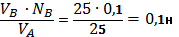 V_B · N_B / V_A = 25 · 0,1 / 25 = 0,1н